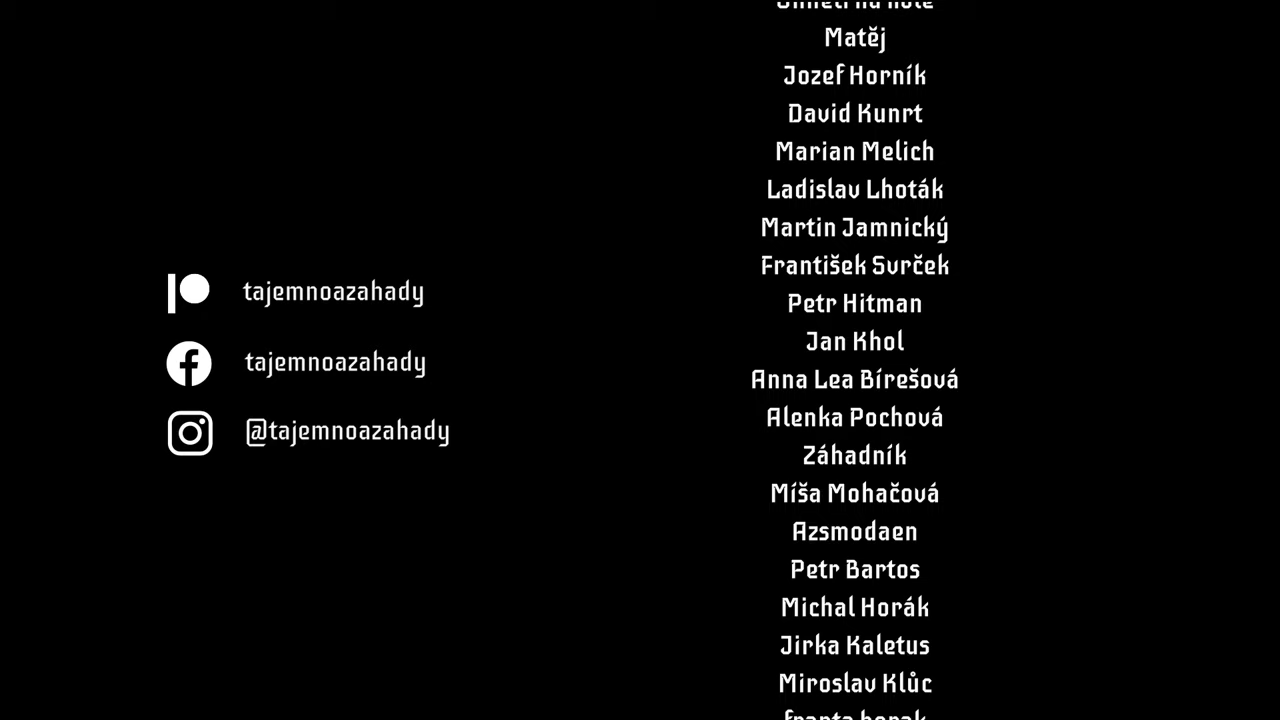 tajemnoazahady
tajemnoazahady
@tajemnoazahady
Matěj
Jozef Horník
David Kunrt
Marian Melich
Ladislav Lhoták
Martin Jamnický
František Svrček
Petr Hitman
Jan Khol
Anna Lea Bírešová
Alenka Pochová
Záhadník
Míša Mohačová
Azsmodaen
Petr Bartos
Michal Horák
Jirka Kaletus
Miroslav Klůc